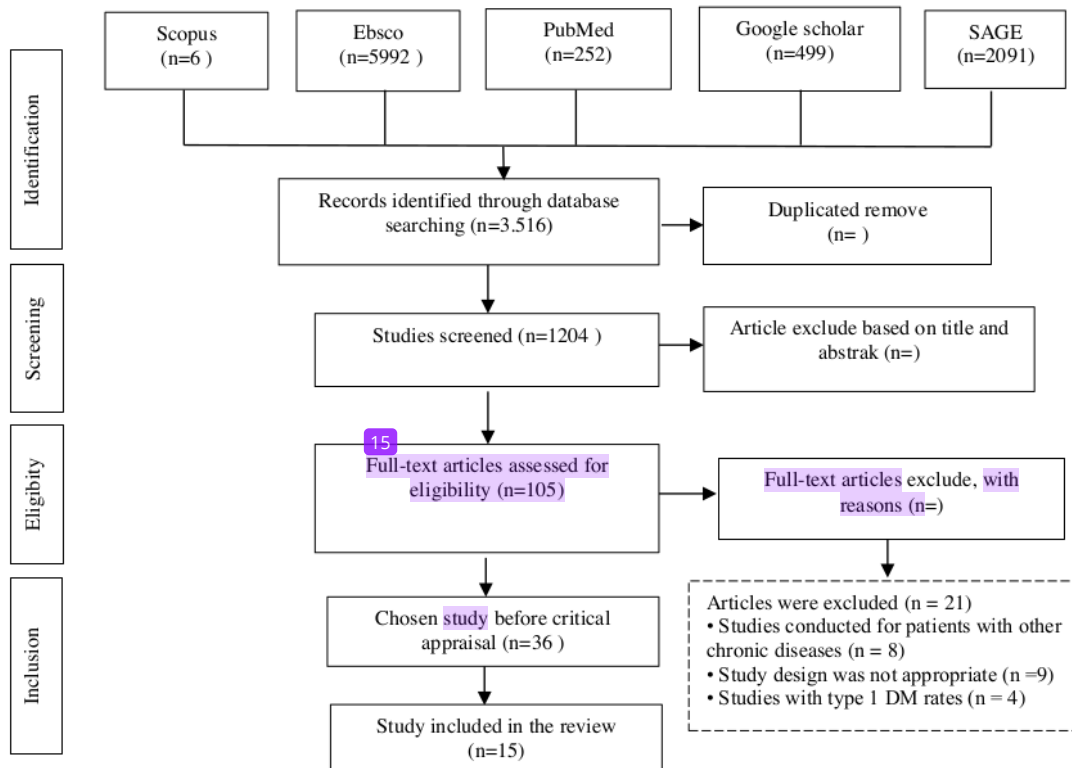 Scopus
(n=6 )
Ebsco
(n=5992 )
PubMed
(n=252)
Google scholar
(n=499)
SAGE
(n=2091)
Identification
Records identified through database
searching (n=3.516)
Duplicated remove
(n= )
Screening
Studies screened (n=1204 )
Article exclude based on title and
abstrak (n=)
Eligibity
15
Full-text articles assessed for
eligibility (n=105)
Full-text articles exclude, with
reasons (n=)
Inclusion
Chosen study before critical
appraisal (n=36 )
Articles were excluded (n = 21)
• Studies conducted for patients with other
chronic diseases (n = 8)
• Study design was not appropriate (n =9)
• Studies with type 1 DM rates (n = 4)
Study included in the review
(n=15)